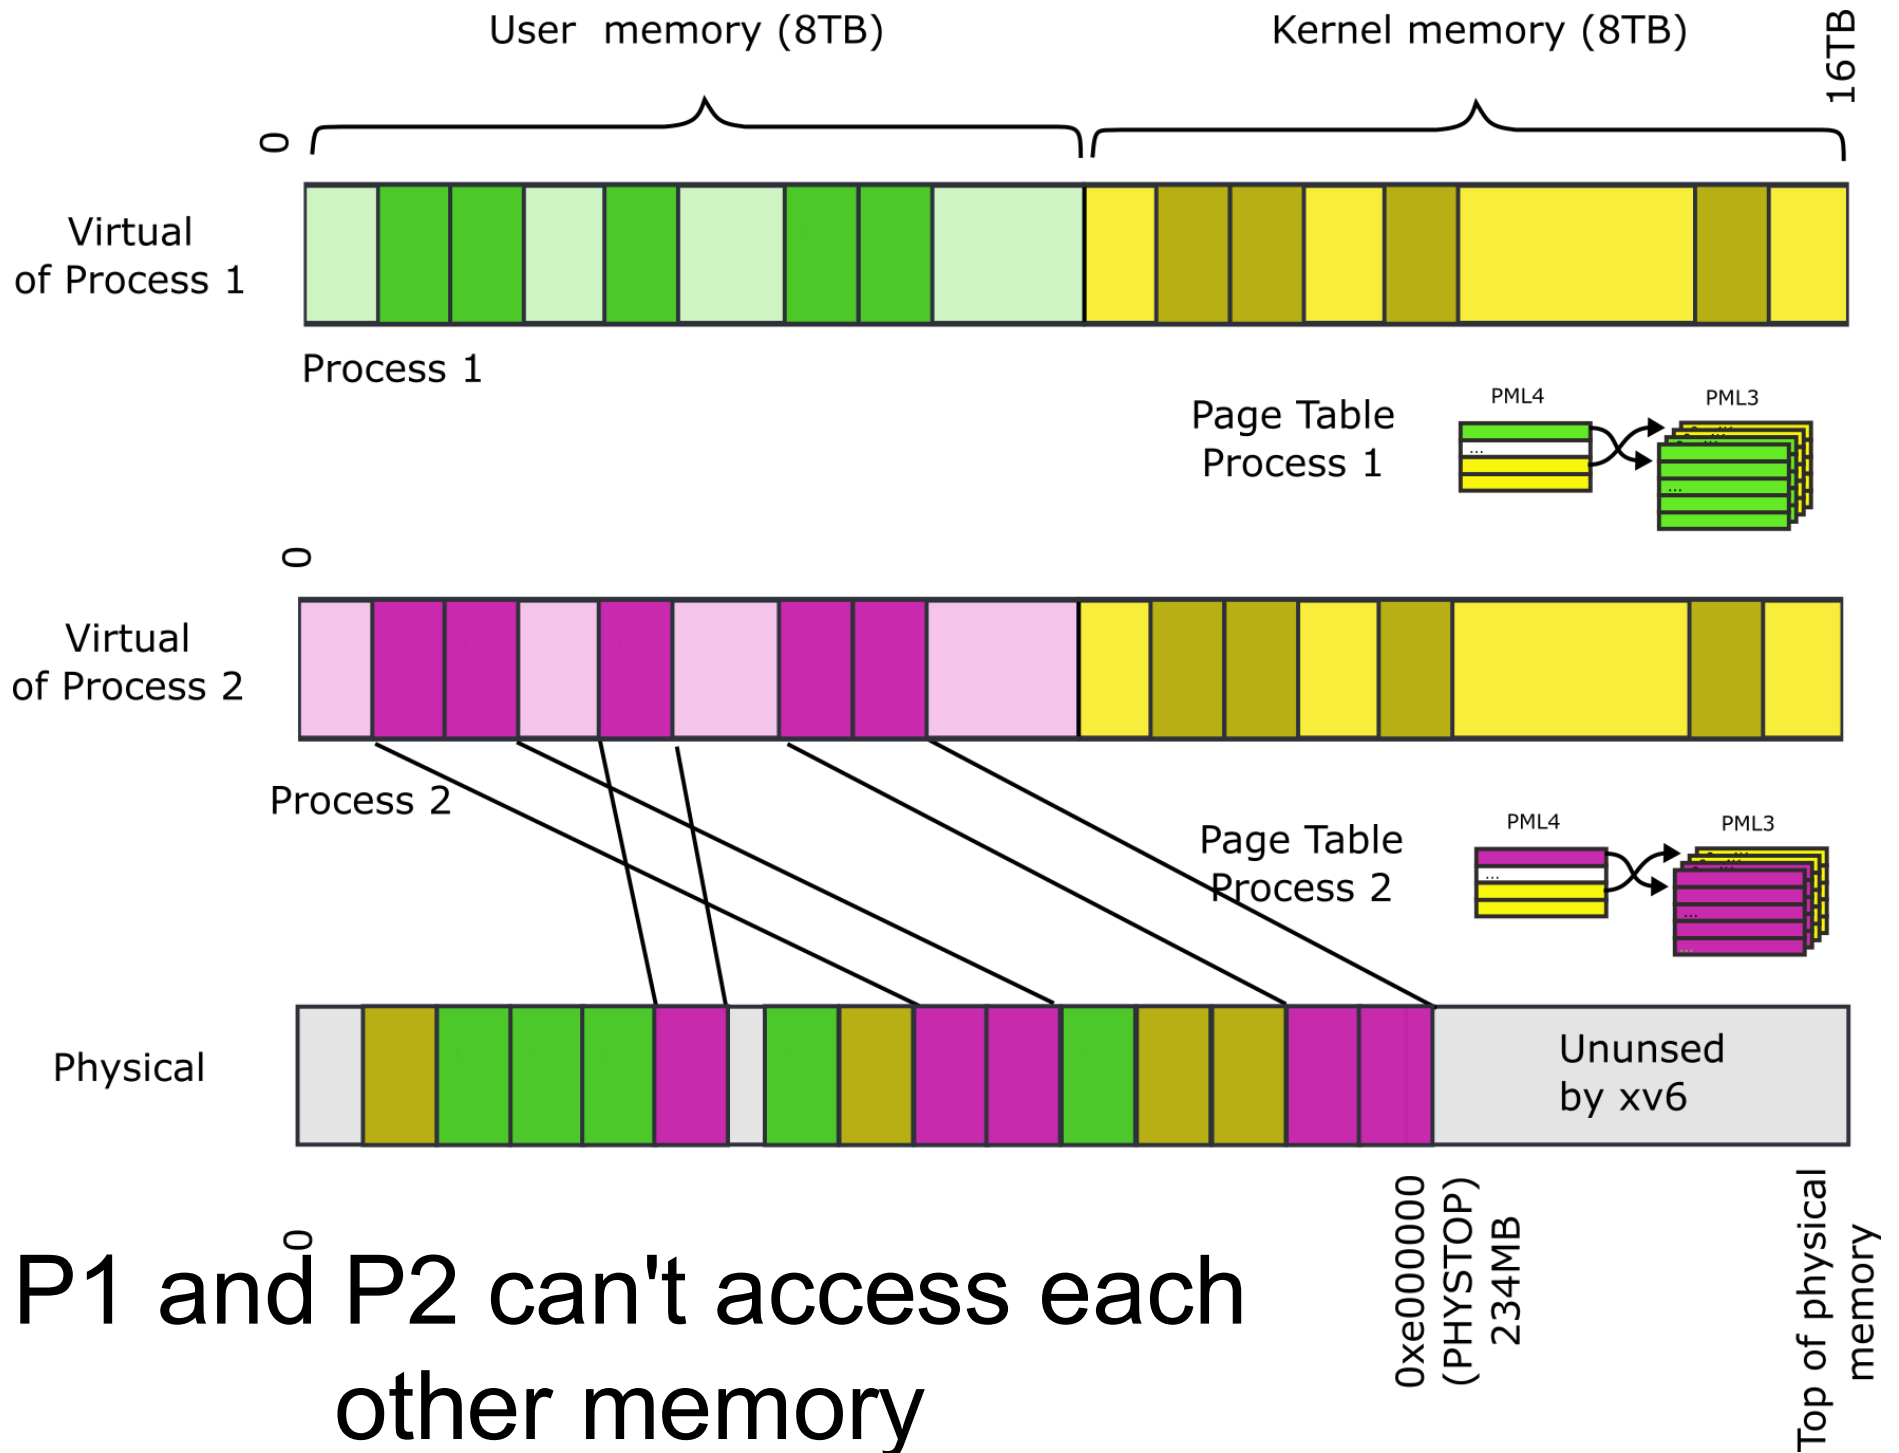 User memory (8TB)
Kernel memory (8TB)
16TB
0
Virtual
of Process 1
Process 1
Page Table
Process 1
PML4
PML3
...
...
0
Virtual
of Process 2
Process 2
Page Table
Process 2
PML4
PML3
...
...
...
Physical
Ununsed
by xv6
0
0xe000000
(PHYSTOP)
234MB
Top of physical
memory
P1 and P2 can't access each
other memory